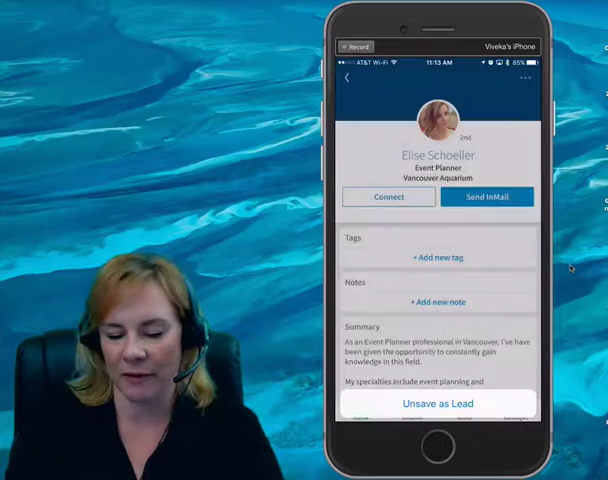 Record
Viveka's iPhone
AT&T Wi-Fi
11:13 AM
85%
2nd
Elise Schoeller
Event Planner
Vancouver Aquarium
Connect
Send InMail
Tags
+ Add new tag
Notes
+ Add new note
Summary
As an Event Planner professional in Vancouver, I've have
been given the opportunity to constantly gain
knowledge in this field.
My specialties include event planning and
Unsave as Lead